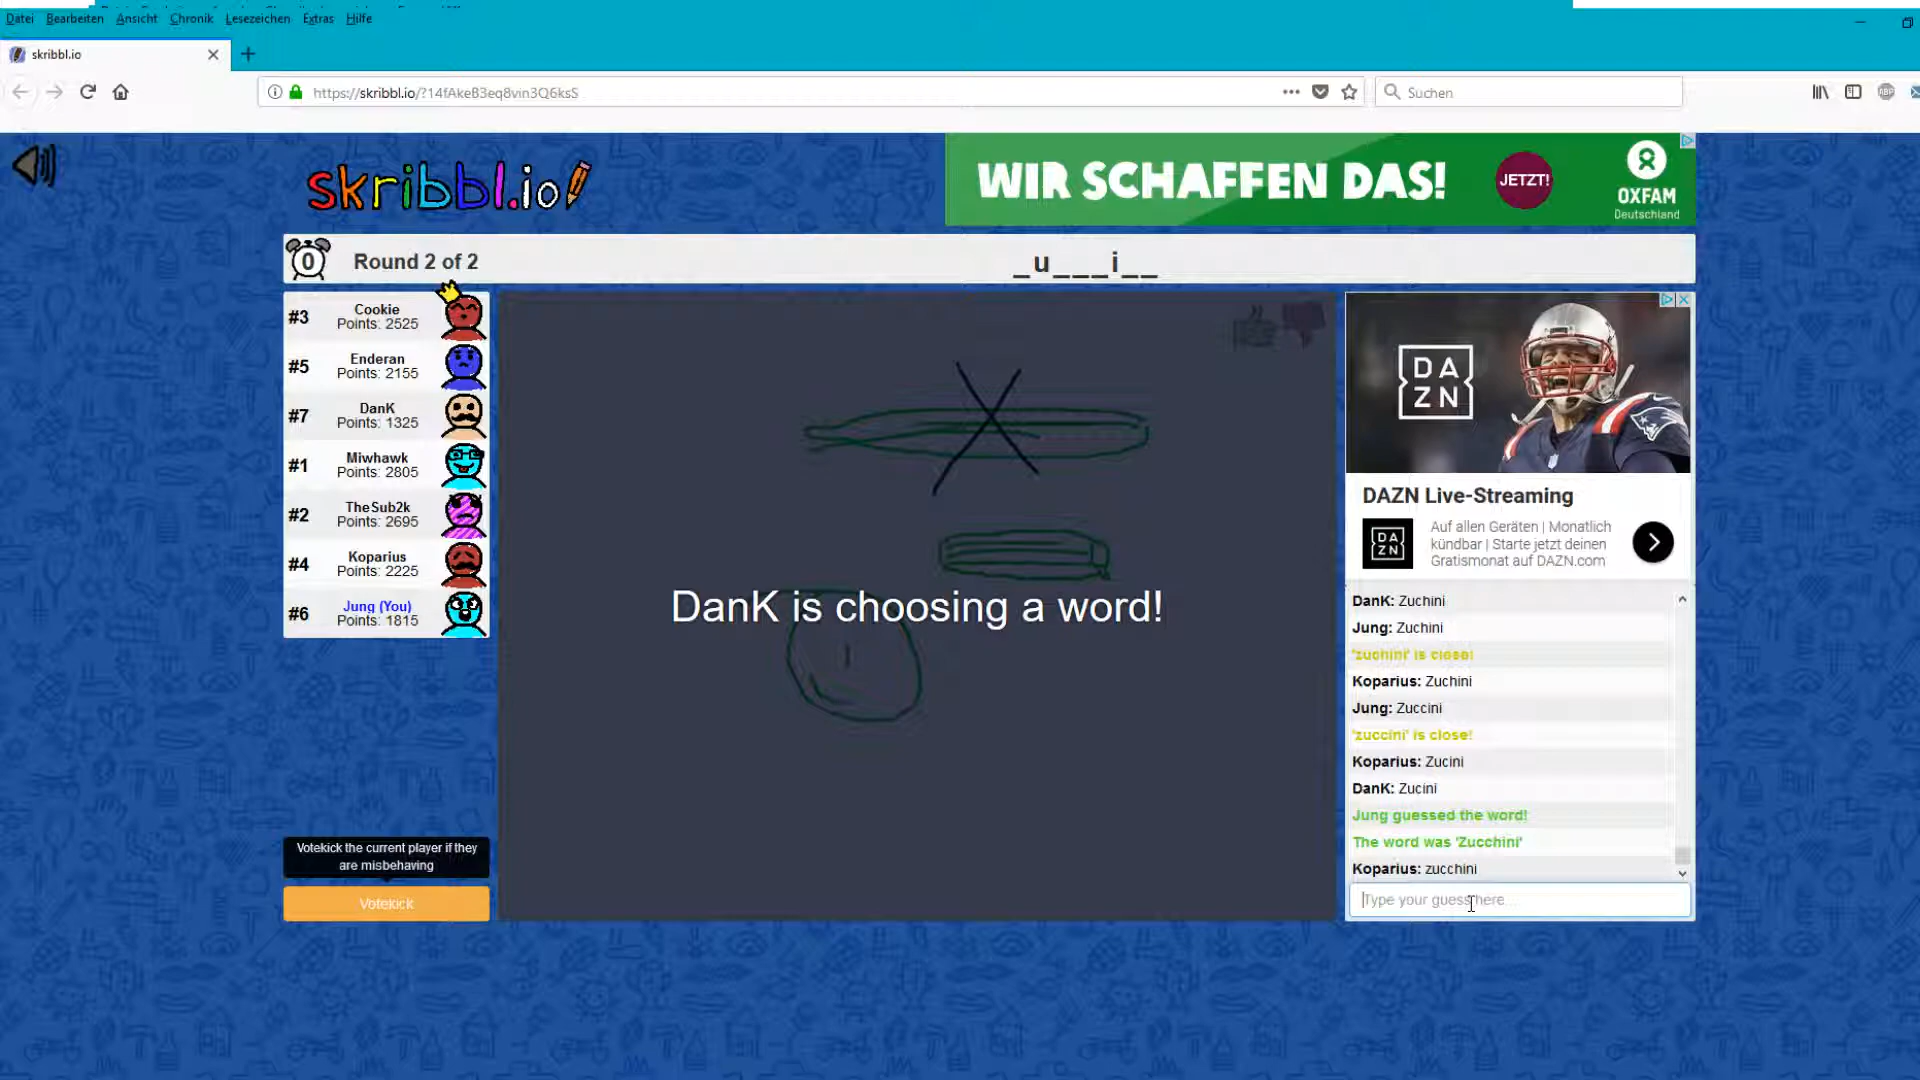 Datei Bearbeiten Ansicht Chronik Lesezeichen Extras Hilfe
skribbl.io
https://skribbl.io/?14fAkeB3eq8vin3Q6ksS
Suchen
ABP
skribbl.io
WIR SCHAFFEN DAS!
JETZT!
OXFAM
Deutschland
0
Round 2 of 2
_u___i__
#3
Cookie
Points: 2525
#5
Enderan
Points: 2155
#7
DanK
Points: 1325
#1
Miwhawk
Points: 2805
#2
TheSub2k
Points: 2695
#4
Koparius
Points: 2225
#6
Jung (You)
Points: 1815
Votekick the current player if they
are misbehaving
Votekick
DanK is choosing a word!
DA
ZN
DAZN Live-Streaming
DA
ZN
Auf allen Geräten | Monatlich
kündbar | Starte jetzt deinen
Gratismonat auf DAZN.com
DanK: Zuchini
Jung: Zuchini
'zuchini' is close!
Koparius: Zuchini
Jung: Zuccini
'zuccini' is close!
Koparius: Zucini
DanK: Zucini
Jung guessed the word!
The word was 'Zucchini'
Koparius: zucchini
Type your guess here...